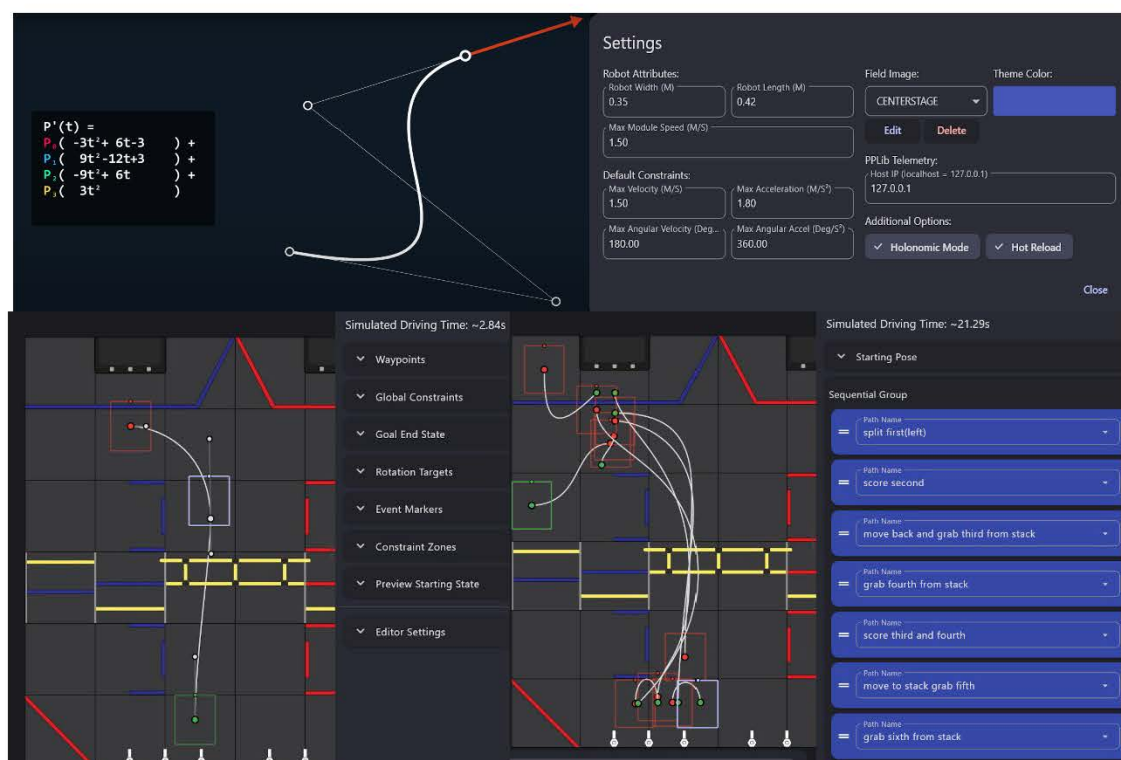 P'(t) =
P₀( -3t²+ 6t-3 ) +
P₁( 9t²-12t+3 ) +
P₂( -9t²+ 6t ) +
P₃( 3t² )
Settings
Robot Attributes:
Robot Width (M)
0.35
Robot Length (M)
0.42
Max Module Speed (M/S)
1.50
Default Constraints:
Max Velocity (M/S)
1.50
Max Acceleration (M/S²)
1.80
Max Angular Velocity (Deg...
180.00
Max Angular Accel (Deg/S²)
360.00
Field Image:
CENTERSTAGE
Edit
Delete
Theme Color:
PPLib Telemetry:
Host IP (localhost = 127.0.0.1)
127.0.0.1
Additional Options:
Holonomic Mode
Hot Reload
Close
Simulated Driving Time: ~2.84s
Waypoints
Global Constraints
Goal End State
Rotation Targets
Event Markers
Constraint Zones
Preview Starting State
Editor Settings
Simulated Driving Time: ~21.29s
Starting Pose
Sequential Group
Path Name
split first(left)
Path Name
score second
Path Name
move back and grab third from stack
Path Name
grab fourth from stack
Path Name
score third and fourth
Path Name
move to stack grab fifth
Path Name
grab sixth from stack